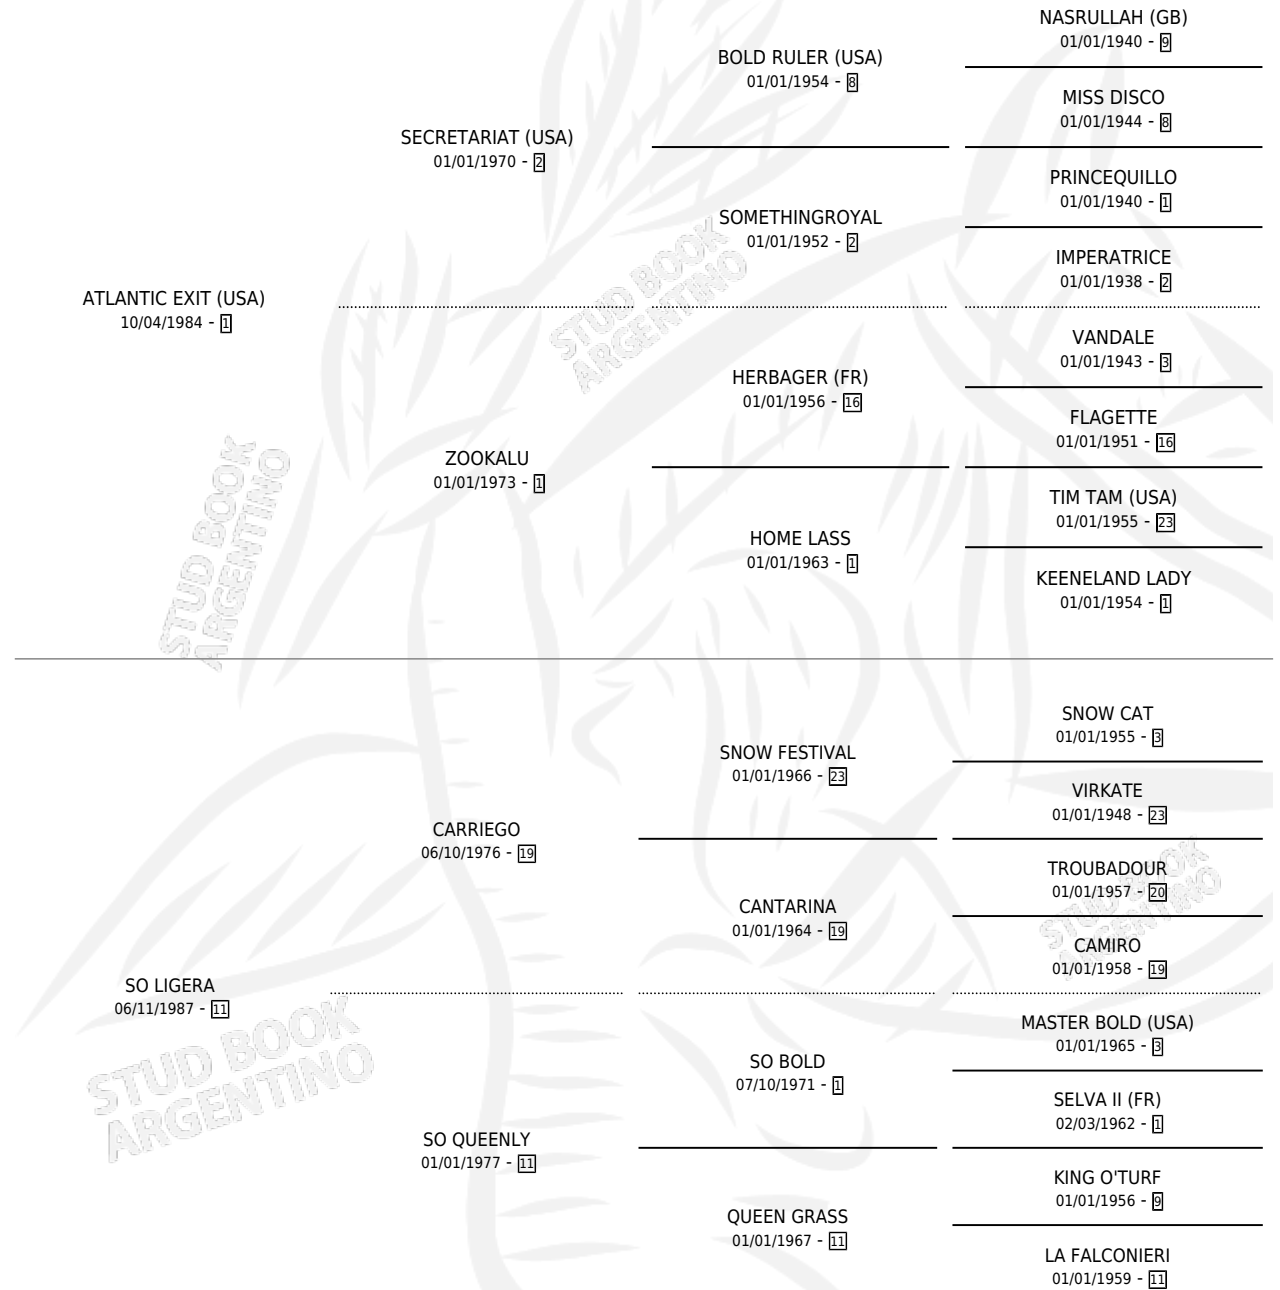 NASRULLAH (GB)
01/01/1940 - 9
BOLD RULER (USA)
01/01/1954 - 8
MISS DISCO
01/01/1944 - 8
SECRETARIAT (USA)
01/01/1970 - 2
PRINCEQUILLO
01/01/1940 - 1
SOMETHINGROYAL
01/01/1952 - 2
IMPERATRICE
01/01/1938 - 2
ATLANTIC EXIT (USA)
10/04/1984 - 1
VANDALE
01/01/1943 - 3
HERBAGER (FR)
01/01/1956 - 16
FLAGETTE
01/01/1951 - 16
ZOOKALU
01/01/1973 - 1
TIM TAM (USA)
01/01/1955 - 23
HOME LASS
01/01/1963 - 1
KEENELAND LADY
01/01/1954 - 1
SNOW CAT
01/01/1955 - 3
SNOW FESTIVAL
01/01/1966 - 23
VIRKATE
01/01/1948 - 23
CARRIEGO
06/10/1976 - 19
TROUBADOUR
01/01/1957 - 20
CANTARINA
01/01/1964 - 19
CAMIRO
01/01/1958 - 19
SO LIGERA
06/11/1987 - 11
MASTER BOLD (USA)
01/01/1965 - 3
SO BOLD
07/10/1971 - 1
SELVA II (FR)
02/03/1962 - 1
SO QUEENLY
01/01/1977 - 11
KING O'TURF
01/01/1956 - 9
QUEEN GRASS
01/01/1967 - 11
LA FALCONIERI
01/01/1959 - 11
STUD BOOK
ARGENTINO
STUD BOOK
ARGENTINO
STUD BOOK
ARGENTINO
STUD BOOK
ARGENTINO